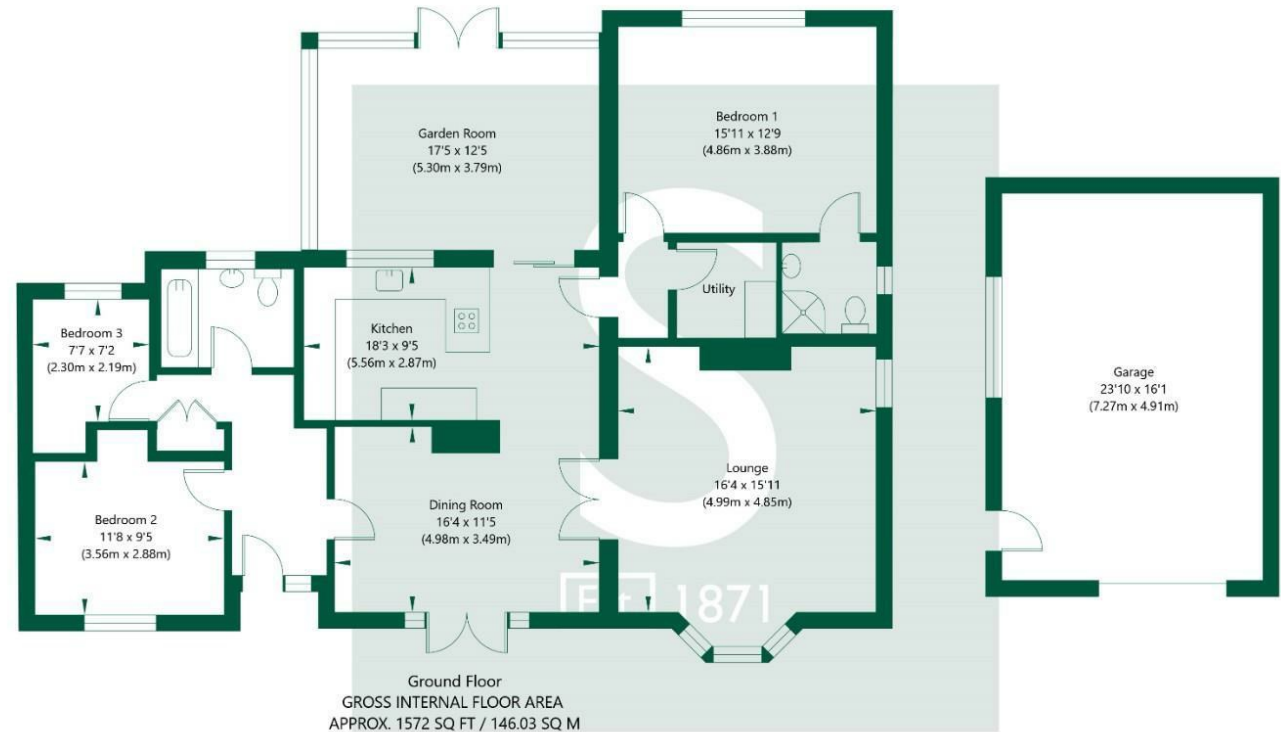 Garden Room
17'5 x 12'5
(5.30m x 3.79m)
Bedroom 1
15'11 x 12'9
(4.86m x 3.88m)
Utility
Bedroom 3
7'7 x 7'2
(2.30m x 2.19m)
Kitchen
18'3 x 9'5
(5.56m x 2.87m)
Garage
23'10 x 16'1
(7.27m x 4.91m)
Lounge
16'4 x 15'11
(4.99m x 4.85m)
Dining Room
16'4 x 11'5
(4.98m x 3.49m)
Bedroom 2
11'8 x 9'5
(3.56m x 2.88m)
S
1871
Ground Floor
GROSS INTERNAL FLOOR AREA
APPROX. 1572 SQ FT / 146.03 SQ M